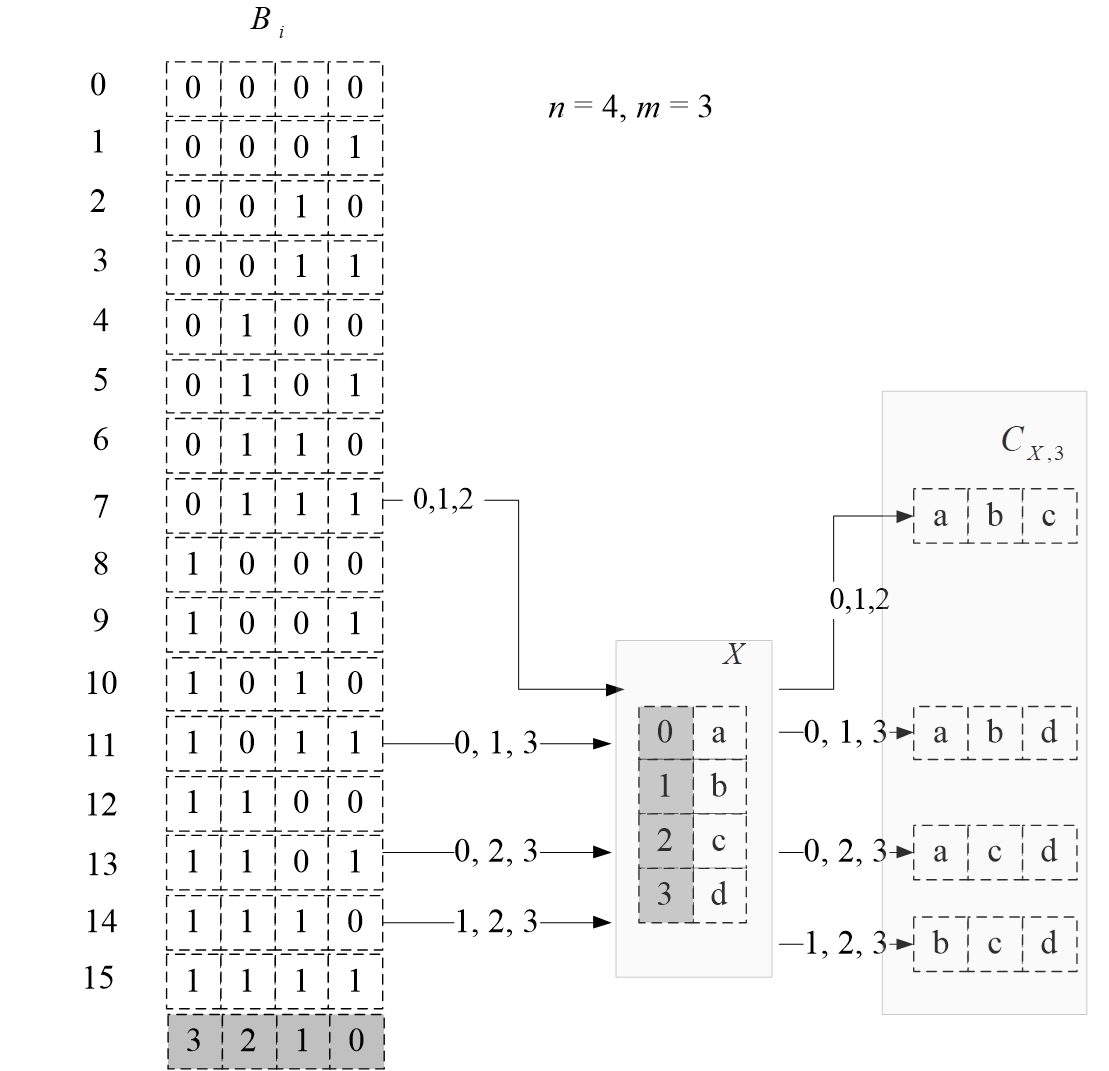 B i
n = 4, m = 3
0 0 0 0 0
1 0 0 0 1
2 0 0 1 0
3 0 0 1 1
4 0 1 0 0
5 0 1 0 1
6 0 1 1 0
C X,3
7 0 1 1 1 0,1,2
a b c
8 1 0 0 0
9 1 0 0 1
0,1,2
10 1 0 1 0
X
11 1 0 1 1 0, 1, 3
0 a
0, 1, 3 a b d
12 1 1 0 0
1 b
13 1 1 0 1 0, 2, 3
2 c
0, 2, 3 a c d
14 1 1 1 0 1, 2, 3
3 d
1, 2, 3 b c d
15 1 1 1 1
3 2 1 0